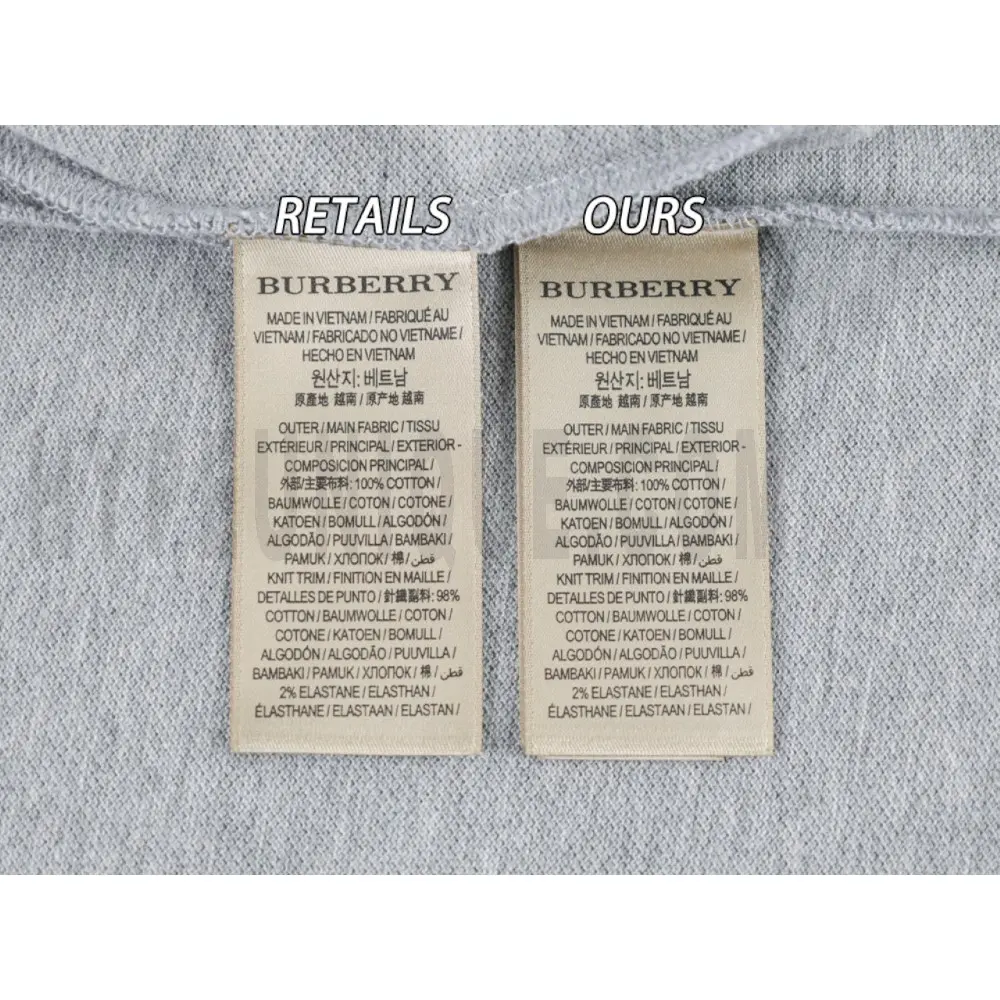 RETAILS
OURS
BURBERRY
MADE IN VIETNAM / FABRIQUÉ AU
VIETNAM / FABRICADO NO VIETNAME /
HECHO EN VIETNAM
원산지: 베트남
原產地 越南 / 原产地 越南
OUTER / MAIN FABRIC / TISSU
EXTÉRIEUR / PRINCIPAL / EXTERIOR -
COMPOSICION PRINCIPAL /
外部/主要布料: 100% COTTON /
BAUMWOLLE / COTON / COTONE /
KATOEN / BOMULL / ALGODÓN /
ALGODÃO / PUUVILLA / BAMBAKI /
PAMUK / ХЛОПОК / 棉 / قطن /
KNIT TRIM / FINITION EN MAILLE /
DETALLES DE PUNTO / 針織副料: 98%
COTTON / BAUMWOLLE / COTON /
COTONE / KATOEN / BOMULL /
ALGODÓN / ALGODÃO / PUUVILLA /
BAMBAKI / PAMUK / ХЛОПОК / 棉 / قطن /
2% ELASTANE / ELASTHAN /
ÉLASTHANE / ELASTAAN / ELASTAN /
BURBERRY
MADE IN VIETNAM / FABRIQUÉ AU
VIETNAM / FABRICADO NO VIETNAME /
HECHO EN VIETNAM
원산지: 베트남
原產地 越南 / 原产地 越南
OUTER / MAIN FABRIC / TISSU
EXTÉRIEUR / PRINCIPAL / EXTERIOR -
COMPOSICION PRINCIPAL /
外部/主要布料: 100% COTTON /
BAUMWOLLE / COTON / COTONE /
KATOEN / BOMULL / ALGODÓN /
ALGODÃO / PUUVILLA / BAMBAKI /
PAMUK / ХЛОПОК / 棉 / قطن /
KNIT TRIM / FINITION EN MAILLE /
DETALLES DE PUNTO / 針織副料: 98%
COTTON / BAUMWOLLE / COTON /
COTONE / KATOEN / BOMULL /
ALGODÓN / ALGODÃO / PUUVILLA /
BAMBAKI / PAMUK / ХЛОПОК / 棉 / قطن /
2% ELASTANE / ELASTHAN /
ÉLASTHANE / ELASTAAN / ELASTAN /